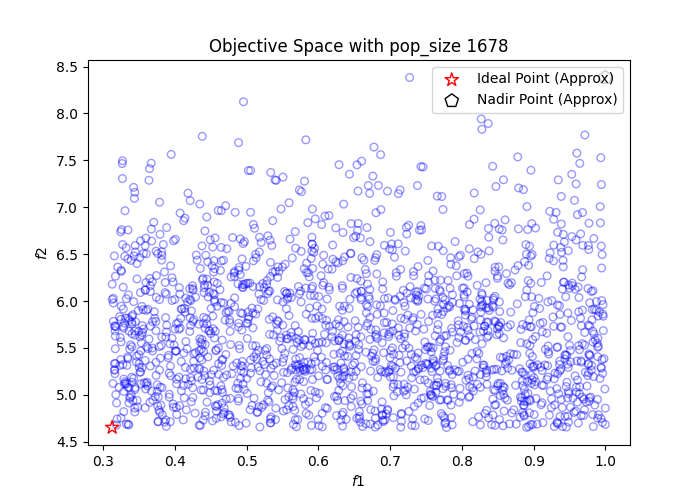 Objective Space with pop_size 1678
Ideal Point (Approx)
Nadir Point (Approx)
8.5
8.0
7.5
7.0
6.5
6.0
5.5
5.0
4.5
f2
0.3 0.4 0.5 0.6 0.7 0.8 0.9 1.0
f1